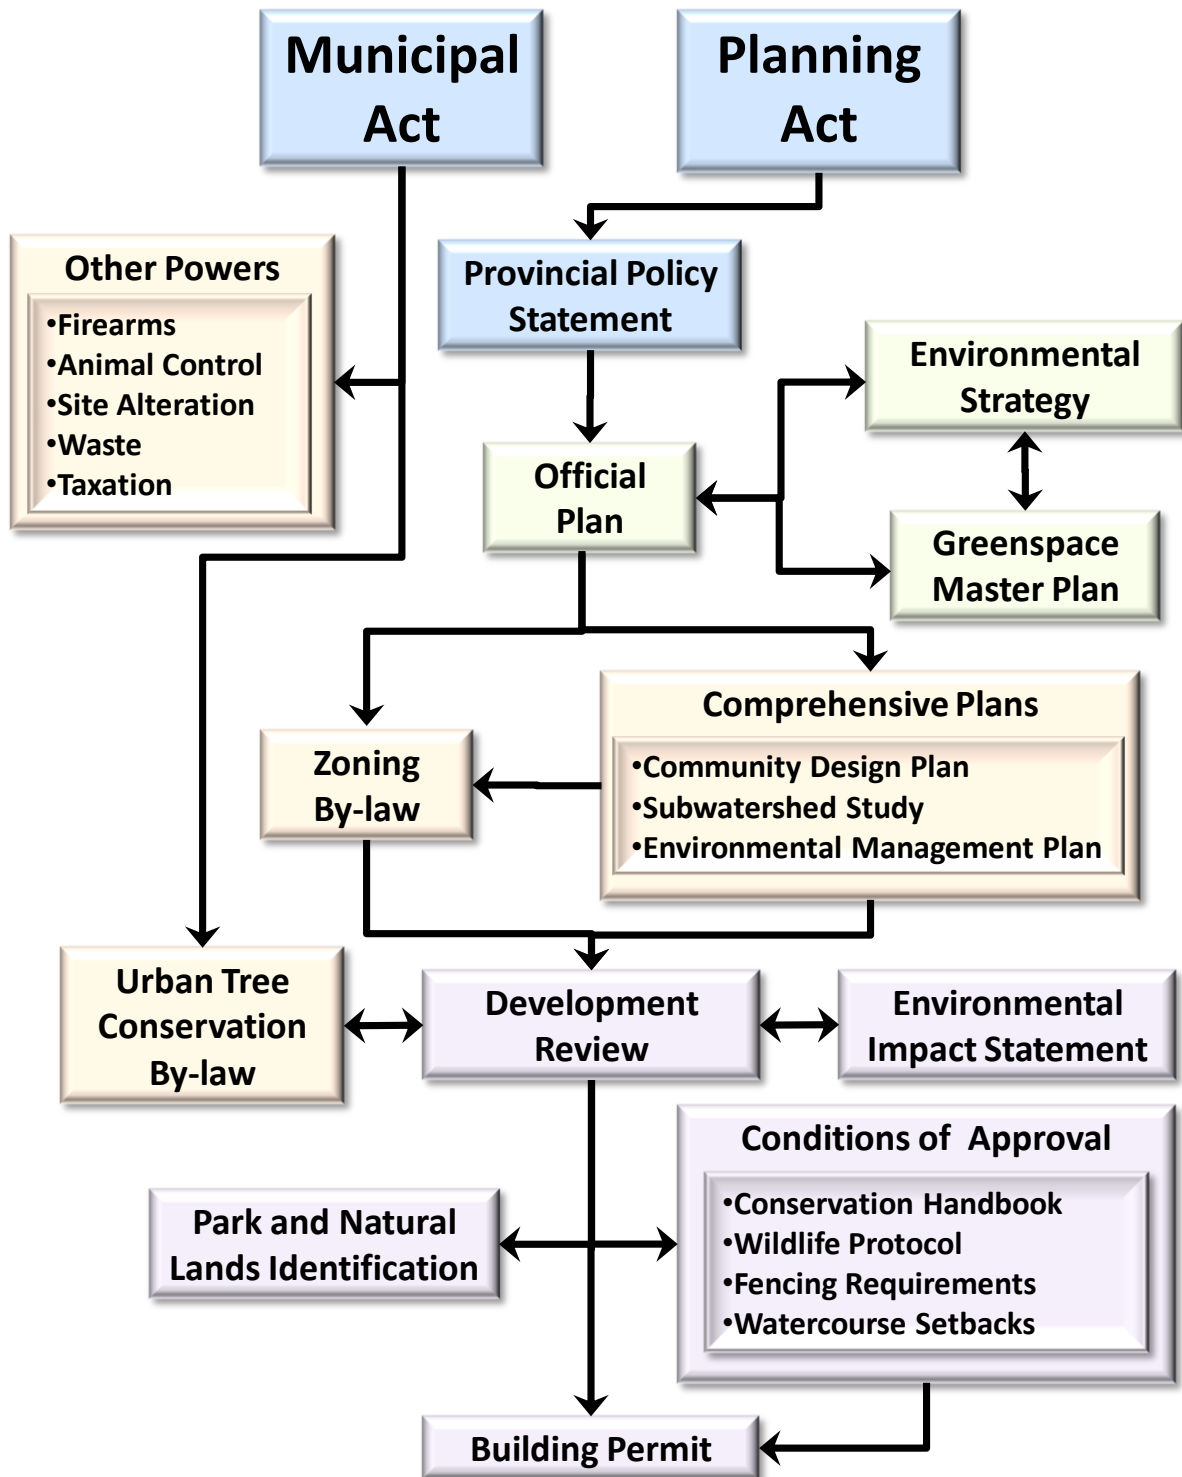 Municipal
Act
Planning
Act
Other Powers
•Firearms
•Animal Control
•Site Alteration
•Waste
•Taxation
Provincial Policy
Statement
Environmental
Strategy
Official
Plan
Greenspace
Master Plan
Zoning
By-law
Comprehensive Plans
•Community Design Plan
•Subwatershed Study
•Environmental Management Plan
Urban Tree
Conservation
By-law
Development
Review
Environmental
Impact Statement
Park and Natural
Lands Identification
Conditions of Approval
•Conservation Handbook
•Wildlife Protocol
•Fencing Requirements
•Watercourse Setbacks
Building Permit